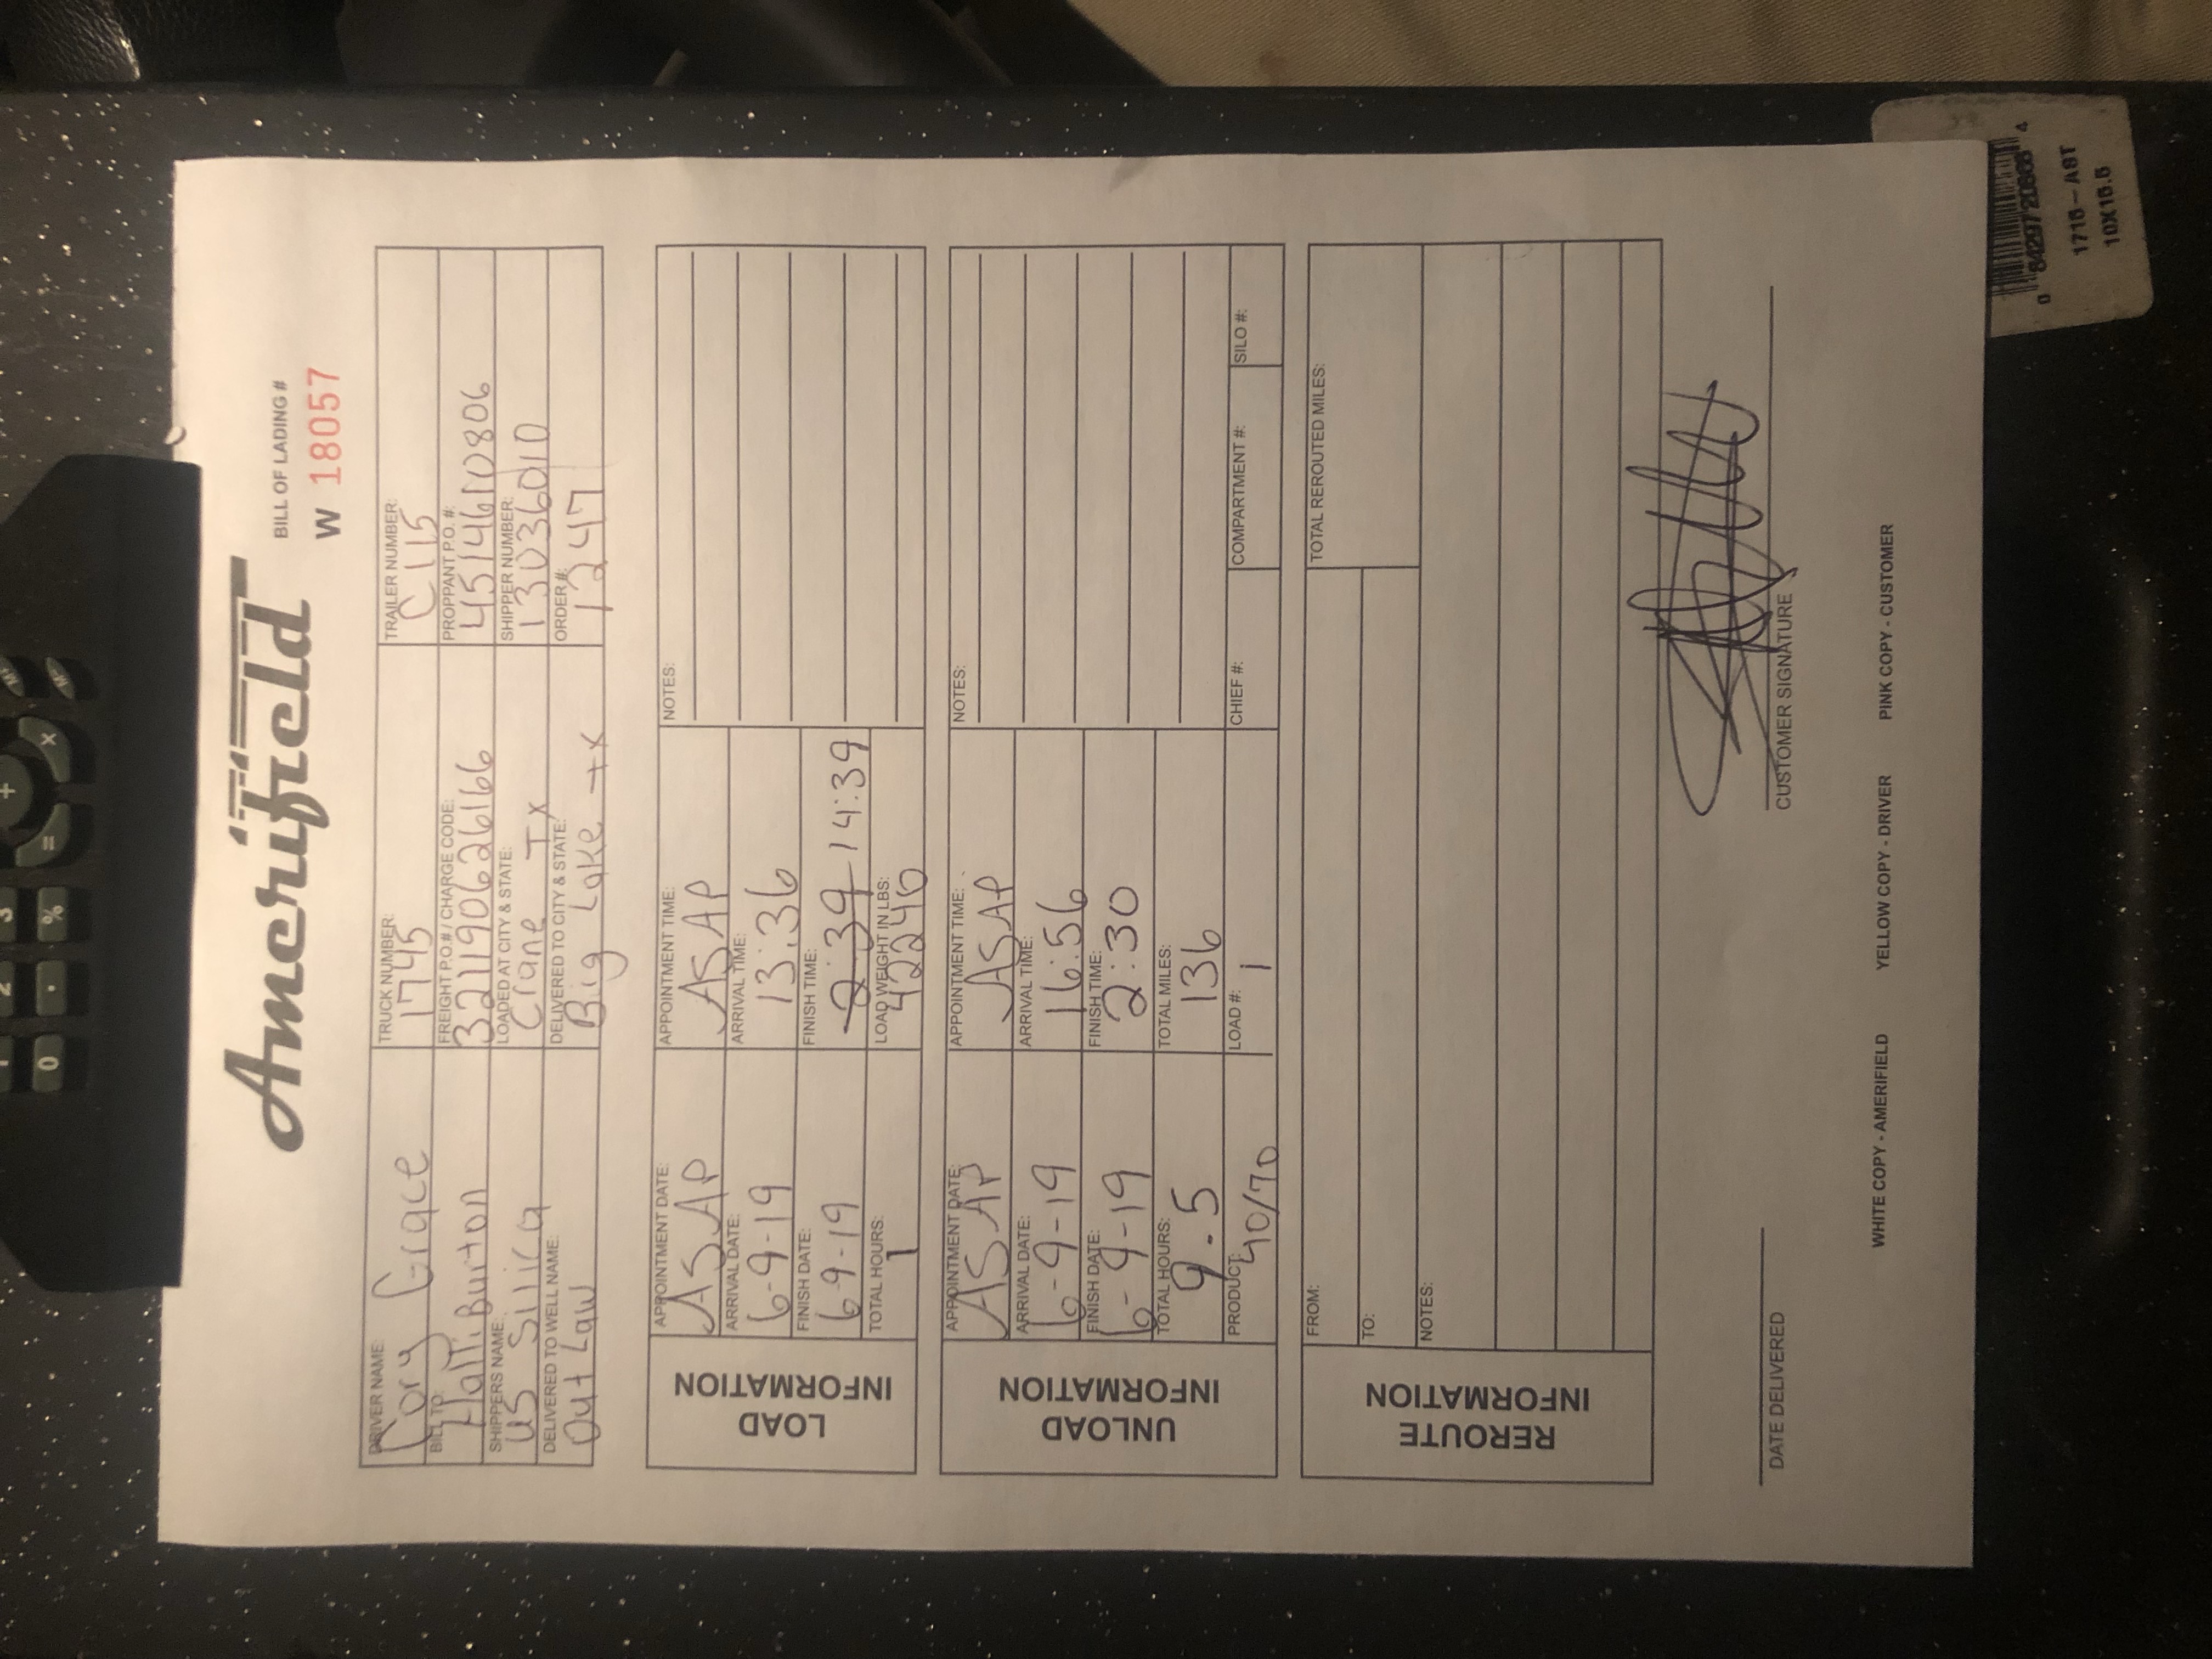 1 2 3 + M+
0 . % = × M-
Amerifield
BILL OF LADING #
W 18057
DRIVER NAME: TRUCK NUMBER: TRAILER NUMBER:
Cory Grace 1745 C115
BILL TO: FREIGHT P.O.# / CHARGE CODE: PROPPANT P.O. #:
HalliBurton 321190626166 4514610806
SHIPPERS NAME: LOADED AT CITY & STATE: SHIPPER NUMBER:
US Silica Crane TX 13036010
DELIVERED TO WELL NAME: DELIVERED TO CITY & STATE: ORDER #:
Out Law Big Lake TX 1247
LOAD INFORMATION
APPOINTMENT DATE: APPOINTMENT TIME: NOTES:
ASAP ASAP
ARRIVAL DATE: ARRIVAL TIME:
6-9-19 13:36
FINISH DATE: FINISH TIME:
6-9-19 2:39 14:39
TOTAL HOURS: LOAD WEIGHT IN LBS:
1 42240
UNLOAD INFORMATION
APPOINTMENT DATE: APPOINTMENT TIME: NOTES:
ASAP ASAP
ARRIVAL DATE: ARRIVAL TIME:
6-9-19 16:56
FINISH DATE: FINISH TIME:
6-9-19 2:30
TOTAL HOURS: TOTAL MILES:
9.5 136
PRODUCT: LOAD #: CHIEF #: COMPARTMENT #: SILO #:
40/70 1
REROUTE INFORMATION
FROM: TOTAL REROUTED MILES:
TO:
NOTES:
DATE DELIVERED CUSTOMER SIGNATURE
WHITE COPY - AMERIFIELD YELLOW COPY - DRIVER PINK COPY - CUSTOMER
0 84297 20868 4
1715-AST
10X15.5